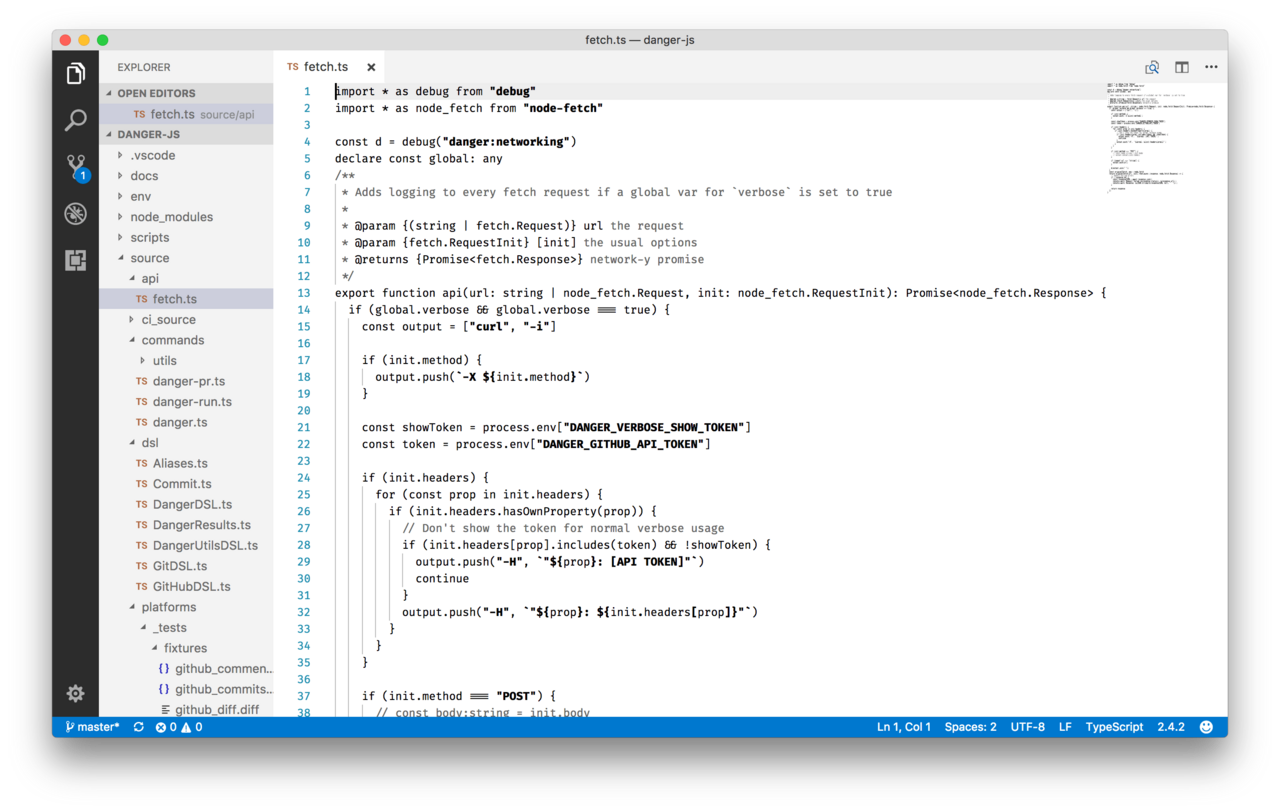 fetch.ts — danger-js
EXPLORER
OPEN EDITORS
TS fetch.ts source/api
DANGER-JS
.vscode
docs
env
node_modules
scripts
source
api
TS fetch.ts
ci_source
commands
utils
TS danger-pr.ts
TS danger-run.ts
TS danger.ts
dsl
TS Aliases.ts
TS Commit.ts
TS DangerDSL.ts
TS DangerResults.ts
TS DangerUtilsDSL.ts
TS GitDSL.ts
TS GitHubDSL.ts
platforms
_tests
fixtures
{} github_commen...
{} github_commits...
github_diff.diff
1
TS fetch.ts ×
1 import * as debug from "debug"
2 import * as node_fetch from "node-fetch"
3
4 const d = debug("danger:networking")
5 declare const global: any
6 /**
7 * Adds logging to every fetch request if a global var for `verbose` is set to true
8 *
9 * @param {(string | fetch.Request)} url the request
10 * @param {fetch.RequestInit} [init] the usual options
11 * @returns {Promise<fetch.Response>} network-y promise
12 */
13 export function api(url: string | node_fetch.Request, init: node_fetch.RequestInit): Promise<node_fetch.Response> {
14 if (global.verbose && global.verbose === true) {
15 const output = ["curl", "-i"]
16
17 if (init.method) {
18 output.push(`-X ${init.method}`)
19 }
20
21 const showToken = process.env["DANGER_VERBOSE_SHOW_TOKEN"]
22 const token = process.env["DANGER_GITHUB_API_TOKEN"]
23
24 if (init.headers) {
25 for (const prop in init.headers) {
26 if (init.headers.hasOwnProperty(prop)) {
27 // Don't show the token for normal verbose usage
28 if (init.headers[prop].includes(token) && !showToken) {
29 output.push("-H", `"${prop}: [API TOKEN]"`)
30 continue
31 }
32 output.push("-H", `"${prop}: ${init.headers[prop]}"`)
33 }
34 }
35 }
36
37 if (init.method === "POST") {
38 // const body:string = init.body
master* 0 0
Ln 1, Col 1 Spaces: 2 UTF-8 LF TypeScript 2.4.2